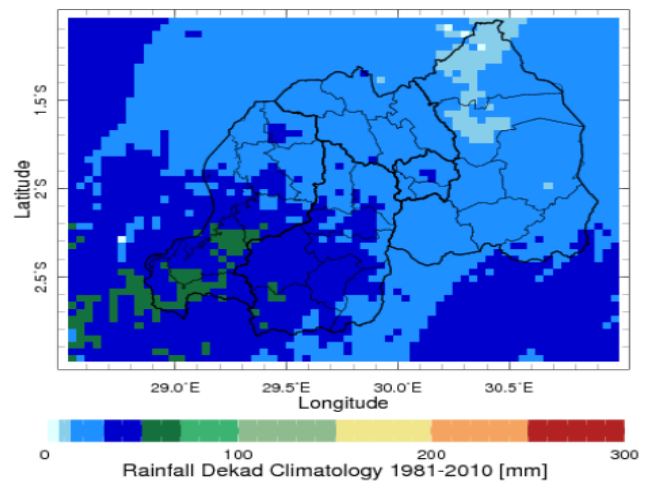 Latitude
1.5°S
2°S
2.5°S
29.0°E 29.5°E 30.0°E 30.5°E
Longitude
0 100 200 300
Rainfall Dekad Climatology 1981-2010 [mm]